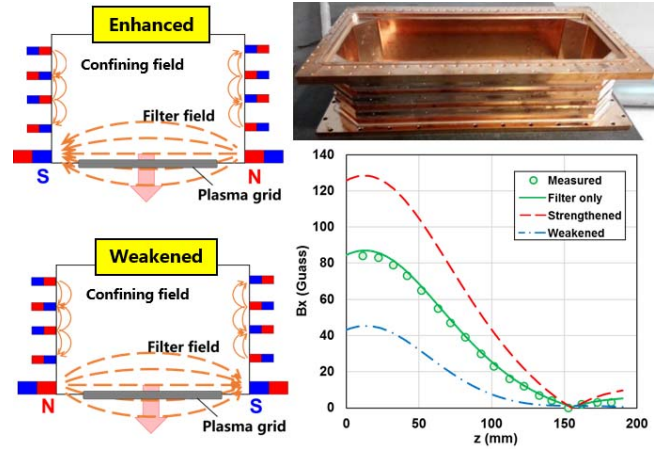 Enhanced
Confining field
Filter field
S
N
Plasma grid
Weakened
Confining field
Filter field
N
S
Plasma grid
140
120
100
80
60
40
20
0
Bx (Guass)
Measured
Filter only
Strengthened
Weakened
0 50 100 150 200
z (mm)